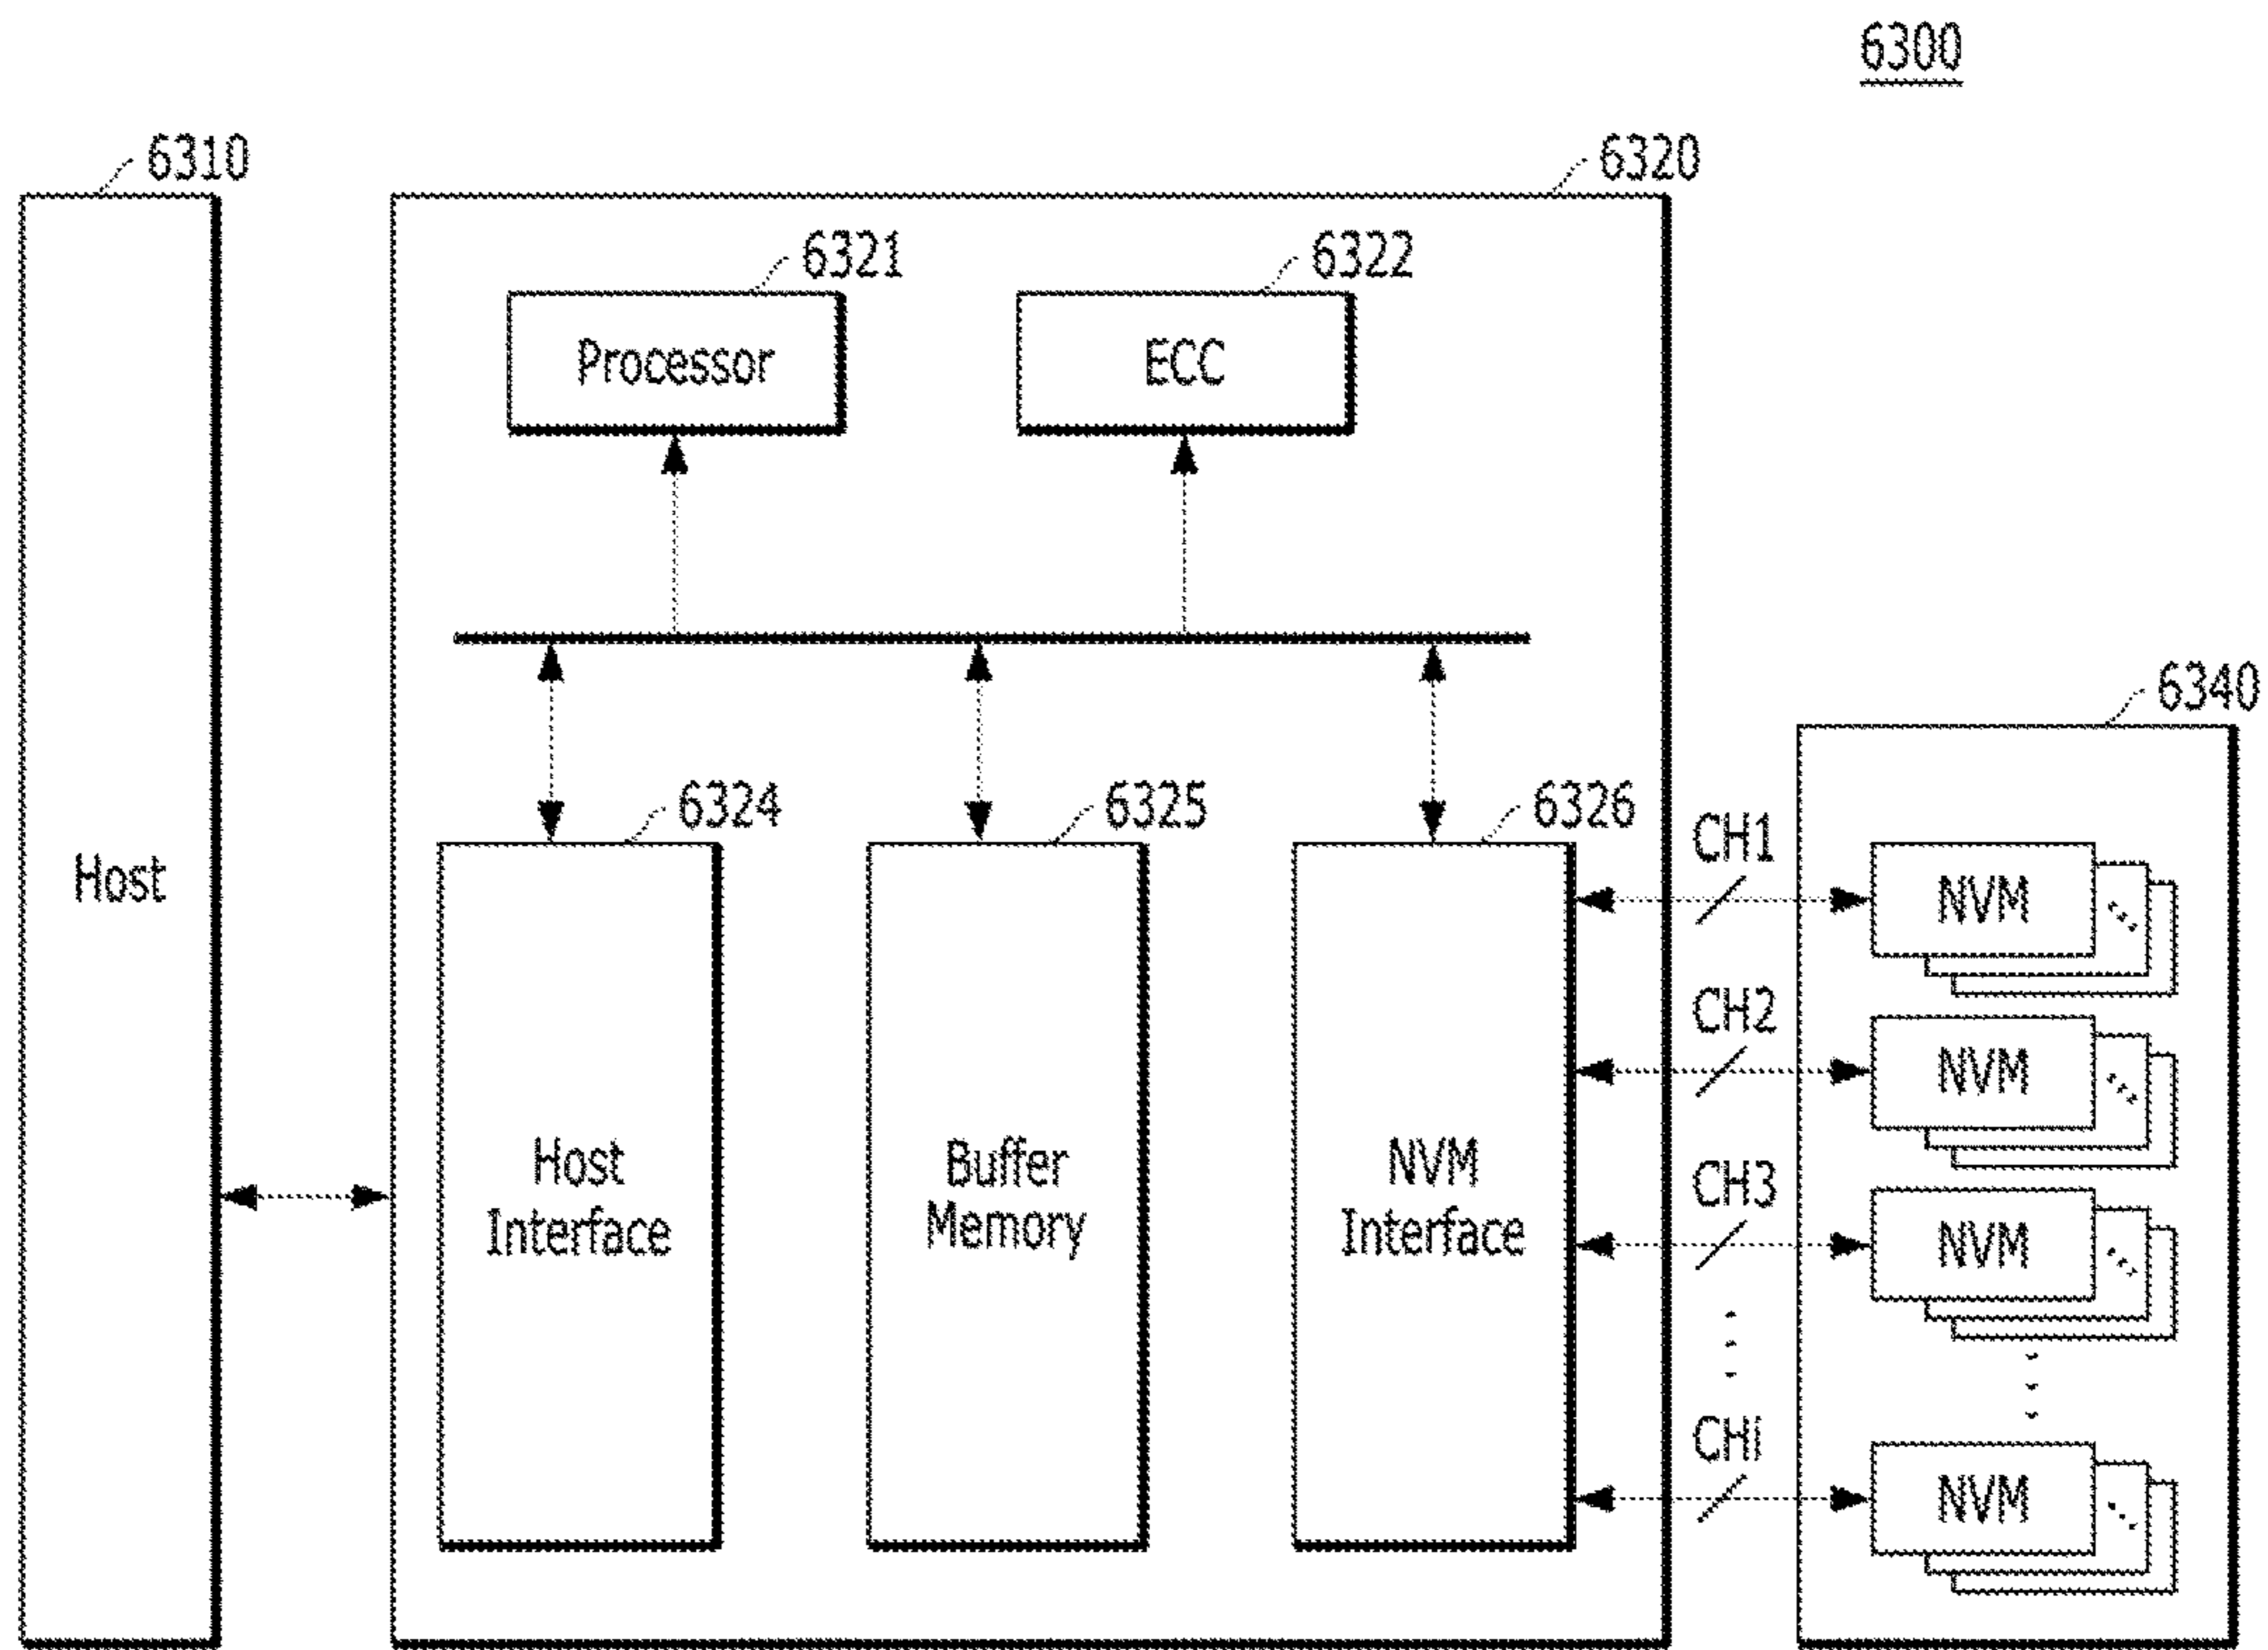 6300
6310
6320
6321
6322
Processor
ECC
6340
6324
6325
6326
CH1
Host
NVM
CH2
NVM
Host
Interface
Buffer
Memory
NVM
Interface
CH3
NVM
CHi
NVM